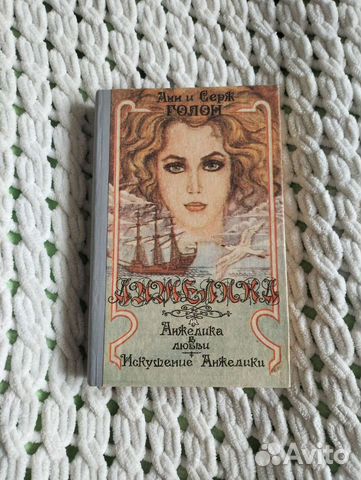 Анн и Серж
ГОЛОН
АНЖЕЛИКА
Анжелика
в
любви
Искушение Анжелики
Avito